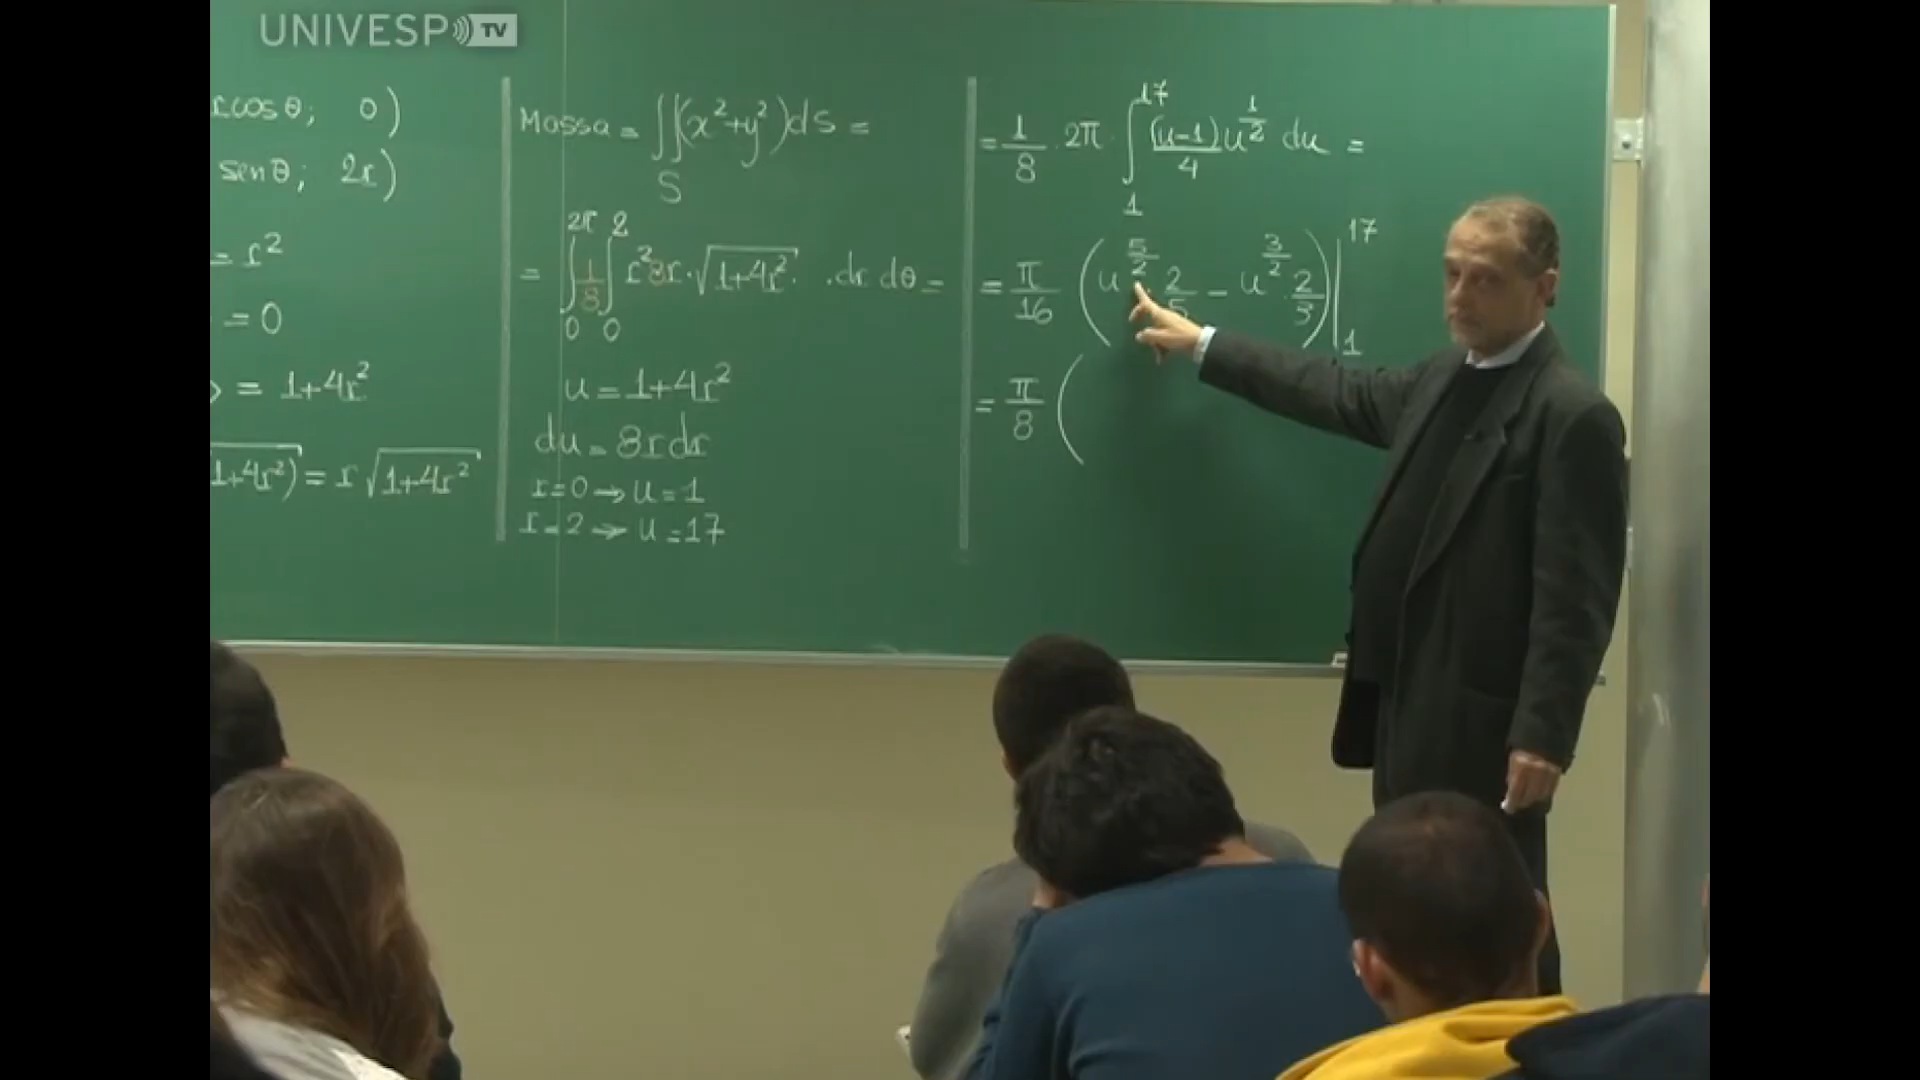 UNIVESP TV
rcosθ; 0)
senθ; 2r)
= r²
= 0
> = 1+4r²
1+4r²) = r √(1+4r²)
Massa = ∬(x²+y²)dS =
S
2π 2
= ∫ 1/8 ∫ r² 8r · √(1+4r²) · dr dθ =
0 0
u = 1+4r²
du = 8r dr
r=0 → u=1
r=2 → u=17
17
= 1/8 · 2π · ∫ (u-1)/4 u^(1/2) du =
1
17
= π/16 ( u^(5/2) · 2/5 - u^(3/2) · 2/3 ) |
1
= π/8 (